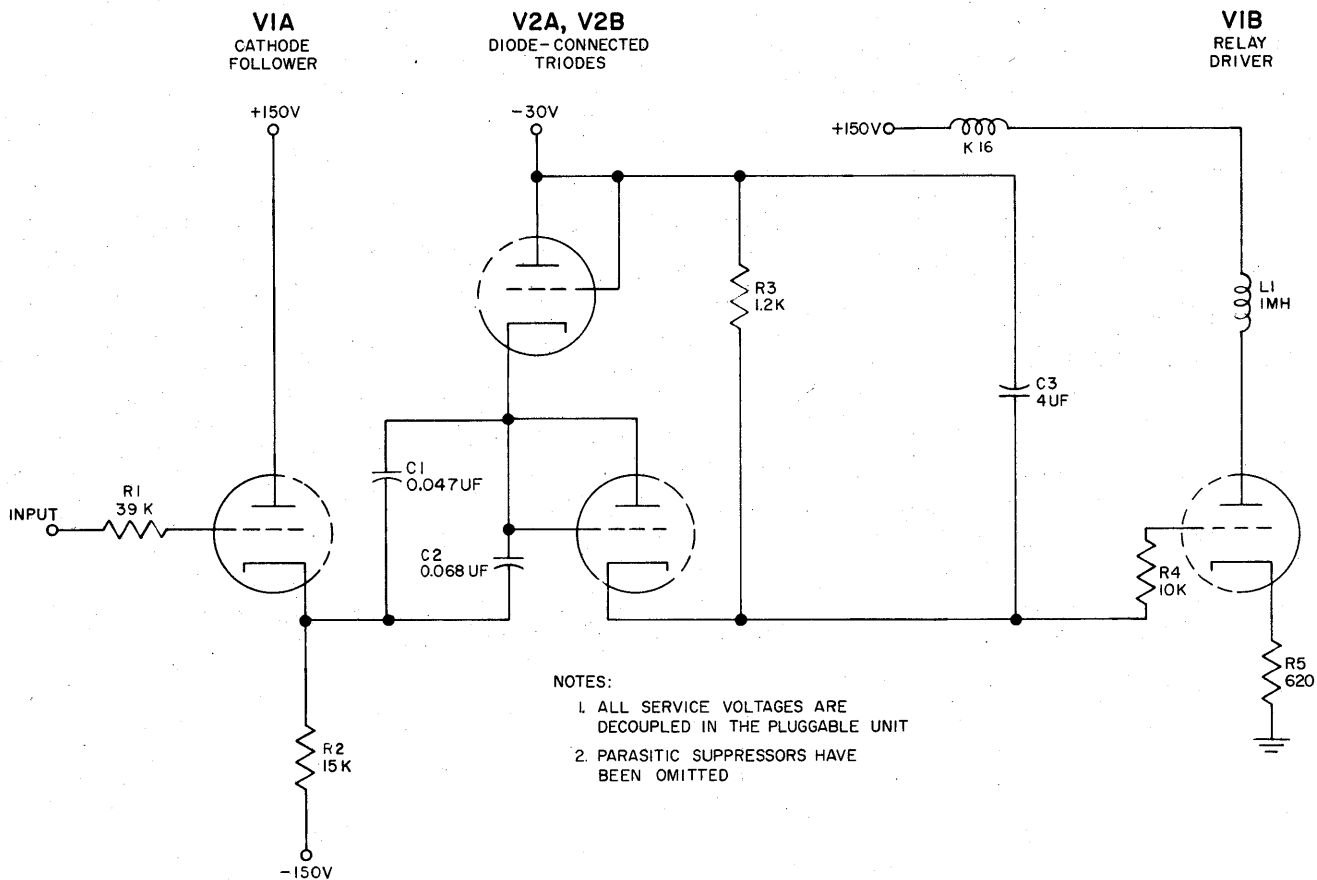 V1A
CATHODE
FOLLOWER
V2A, V2B
DIODE-CONNECTED
TRIODES
V1B
RELAY
DRIVER
+150V
-30V
+150V
K16
R3
1.2K
L1
1MH
C3
4UF
C1
0.047UF
INPUT
R1
39K
C2
0.068UF
R4
10K
R5
620
R2
15K
-150V
NOTES:
1. ALL SERVICE VOLTAGES ARE
DECOUPLED IN THE PLUGGABLE UNIT
2. PARASITIC SUPPRESSORS HAVE
BEEN OMITTED